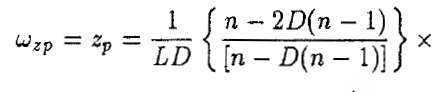 ω_{zp} = z_p = \frac{1}{LD} \left\{ \frac{n - 2D(n - 1)}{[n - D(n - 1)]} \right\} ×